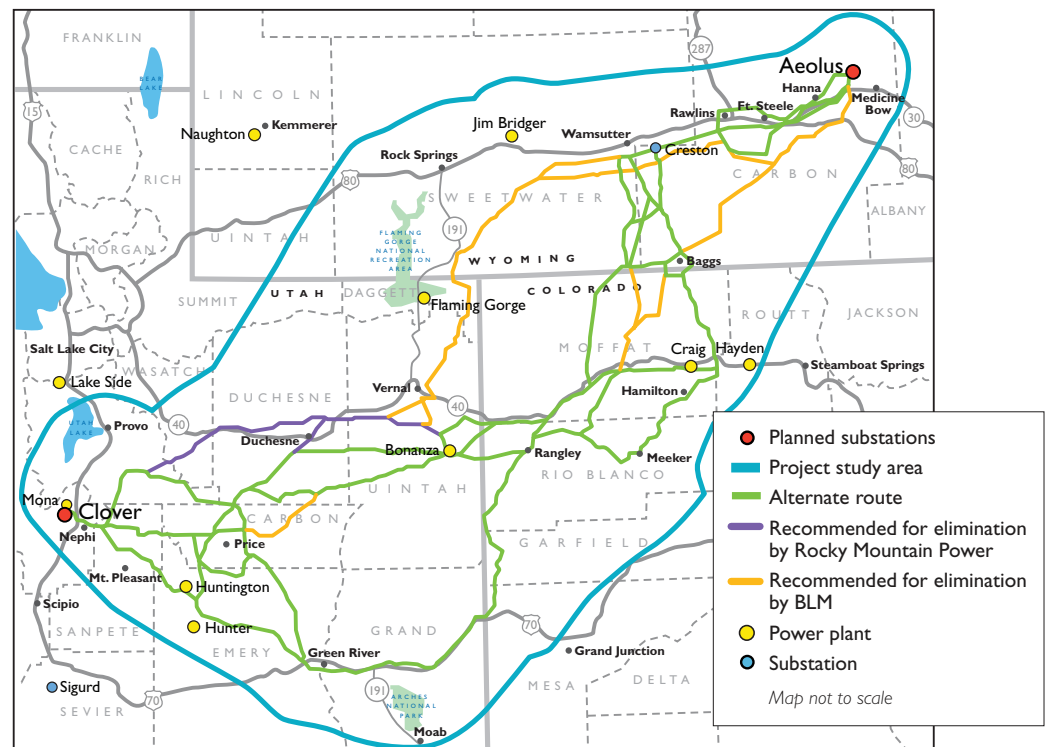 FRANKLIN
287
Aeolus
BEAR
LAKE
LINCOLN
Hanna
Medicine
Bow
15
Ft. Steele
Rawlins
30
Jim Bridger
Kemmerer
Naughton
Wamsutter
CACHE
Creston
Rock Springs
RICH
80
80
CARBON
SWEETWATER
ALBANY
191
FLAMING
GORGE
NATIONAL
RECREATION
AREA
UINTAH
MORGAN
WYOMING
Baggs
UTAH
DAGGETT
COLORADO
SUMMIT
Flaming Gorge
ROUTT
JACKSON
Salt Lake City
MOFFAT
Craig
Hayden
Steamboat Springs
WASATCH
Lake Side
Vernal
DUCHESNE
Hamilton
40
40
UTAH
LAKE
Provo
Duchesne
Bonanza
Rangley
Meeker
RIO BLANCO
UINTAH
Mona
Clover
CARBON
Nephi
Price
GARFIELD
Mt. Pleasant
Huntington
Scipio
Hunter
SANPETE
GRAND
70
EMERY
Green River
Grand Junction
Sigurd
191
MESA
DELTA
70
SEVIER
ARCHES
NATIONAL
PARK
Moab
Planned substations
Project study area
Alternate route
Recommended for elimination
by Rocky Mountain Power
Recommended for elimination
by BLM
Power plant
Substation
Map not to scale